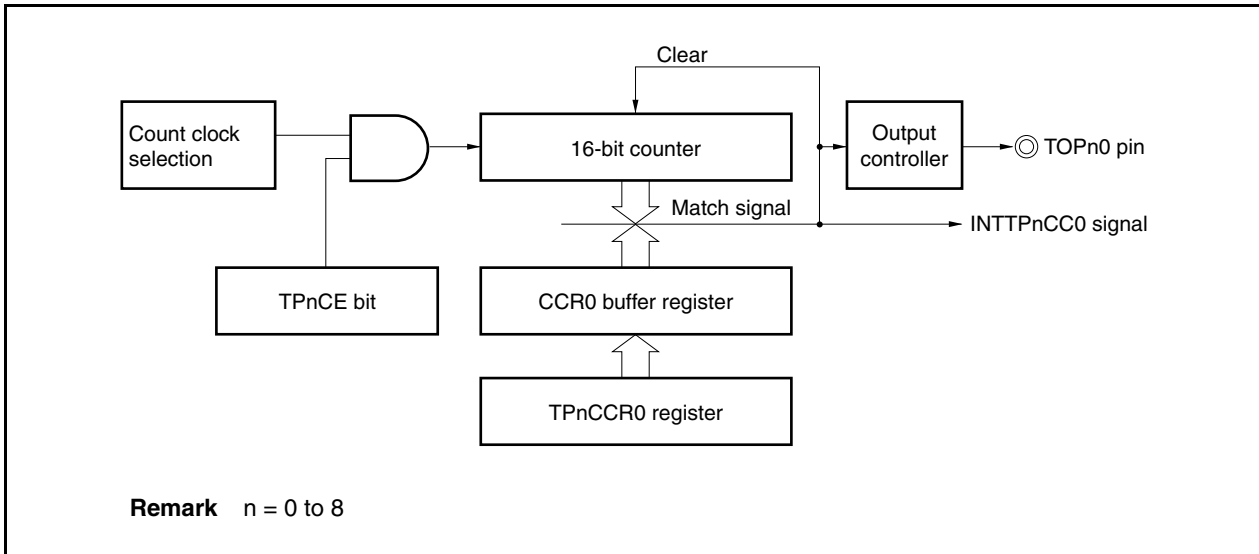 Clear
Count clock
selection
16-bit counter
Output
controller
TOPn0 pin
Match signal
INTTPnCC0 signal
TPnCE bit
CCR0 buffer register
TPnCCR0 register
Remark n = 0 to 8